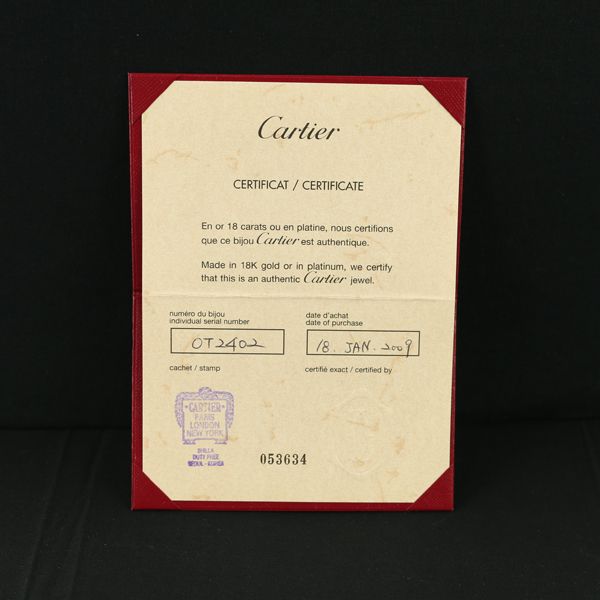 Cartier
CERTIFICAT / CERTIFICATE
En or 18 carats ou en platine, nous certifions
que ce bijou Cartier est authentique.
Made in 18K gold or in platinum, we certify
that this is an authentic Cartier jewel.
numéro du bijou
individual serial number
OT2402
date d'achat
date of purchase
18. JAN. 2009
cachet / stamp
certifié exact / certified by
CARTIER
PARIS
LONDON
NEW YORK
SHILLA
DUTY FREE
SEOUL - KOREA
053634